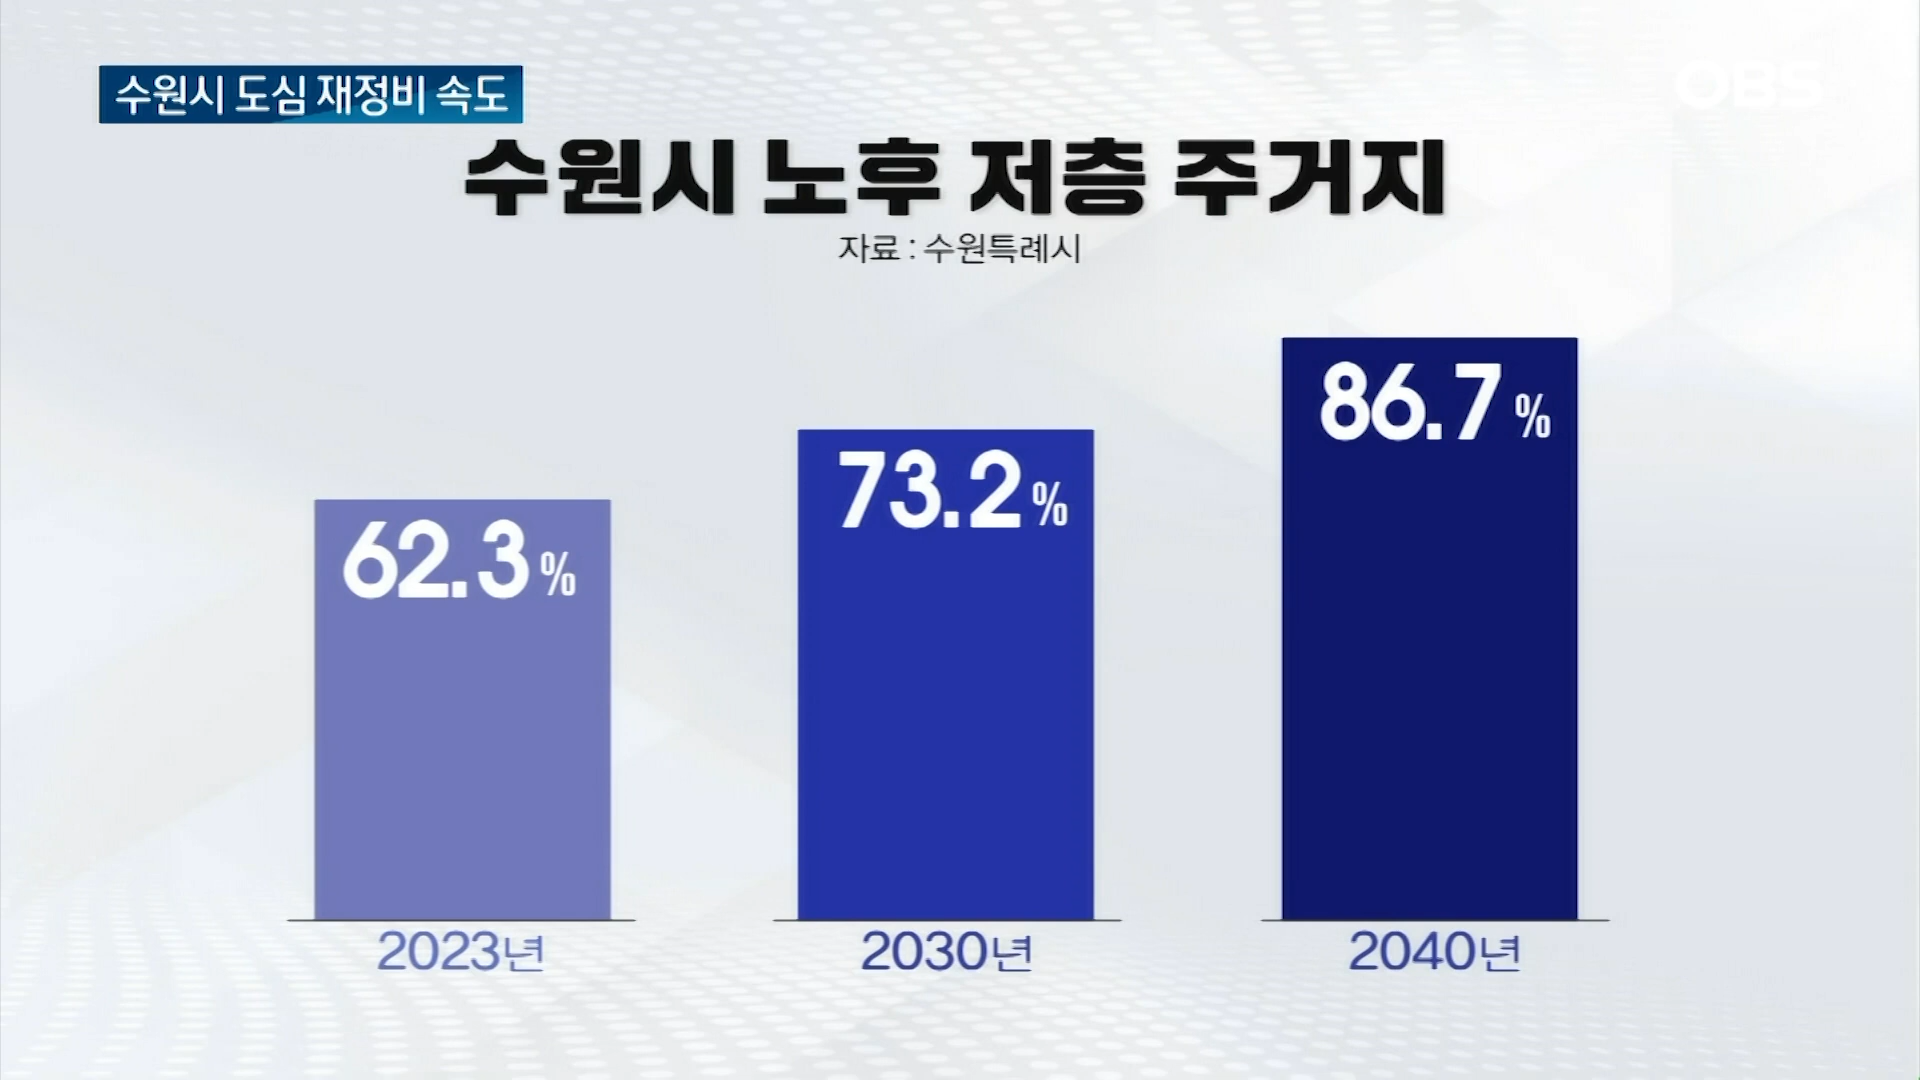 수원시 도심 재정비 속도
OBS
수원시 노후 저층 주거지
자료 : 수원특례시
62.3%
73.2%
86.7%
2023년
2030년
2040년